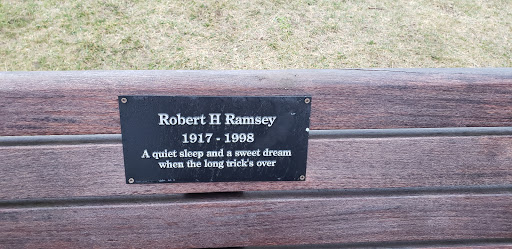 Robert H Ramsey
1917 - 1998
A quiet sleep and a sweet dream
when the long trick's over